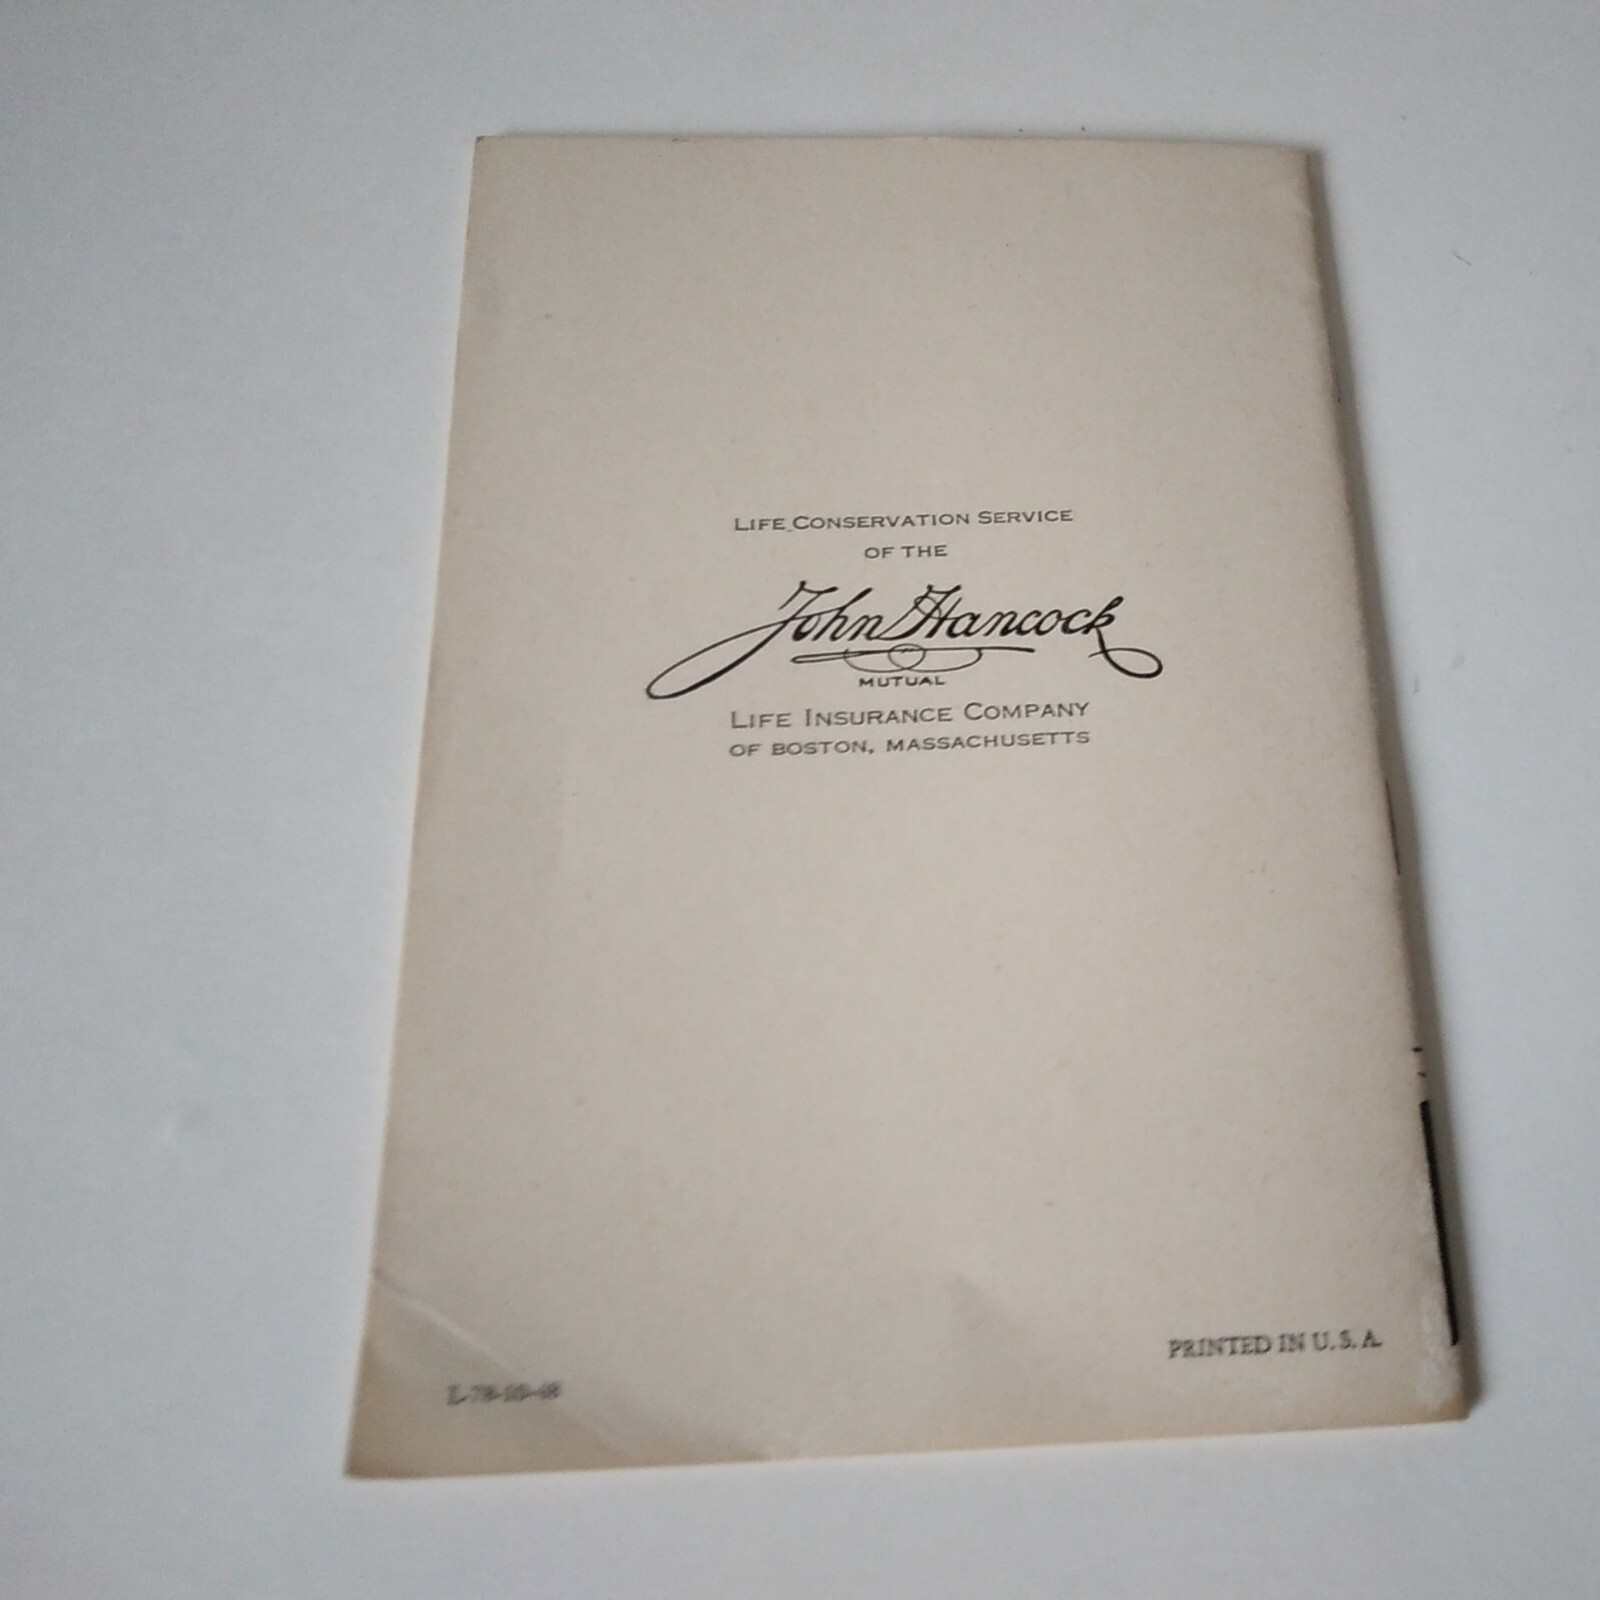 LIFE CONSERVATION SERVICE
OF THE
John Hancock
MUTUAL
LIFE INSURANCE COMPANY
OF BOSTON, MASSACHUSETTS
PRINTED IN U. S. A.